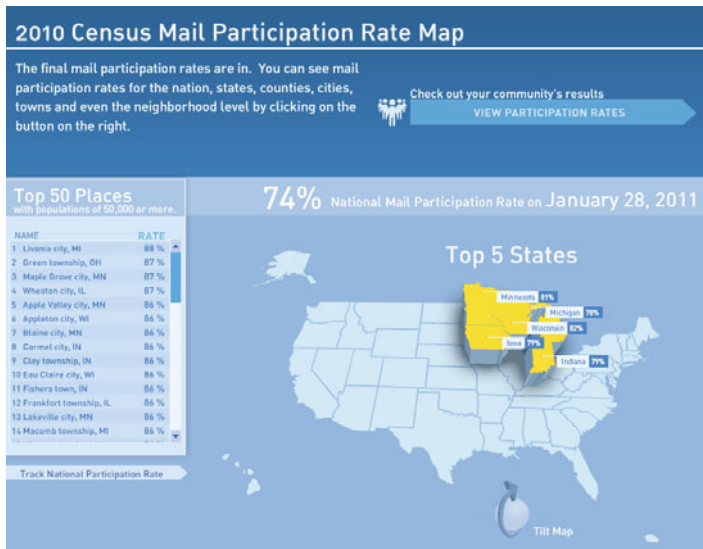 2010 Census Mail Participation Rate Map
The final mail participation rates are in. You can see mail
participation rates for the nation, states, counties, cities,
towns and even the neighborhood level by clicking on the
button on the right.
Check out your community's results
VIEW PARTICIPATION RATES
Top 50 Places
with populations of 50,000 or more.
74% National Mail Participation Rate on January 28, 2011
NAME RATE
1 Livonia city, MI 88 %
2 Green township, OH 87 %
3 Maple Grove city, MN 87 %
4 Wheaton city, IL 87 %
5 Apple Valley city, MN 86 %
6 Appleton city, WI 86 %
7 Blaine city, MN 86 %
8 Carmel city, IN 86 %
9 Clay township, IN 86 %
10 Eau Claire city, WI 86 %
11 Fishers town, IN 86 %
12 Frankfort township, IL 86 %
13 Lakeville city, MN 86 %
14 Macomb township, MI 86 %
Track National Participation Rate
Top 5 States
Minnesota 81%
Michigan 78%
Wisconsin 82%
Iowa 79%
Indiana 79%
Tilt Map